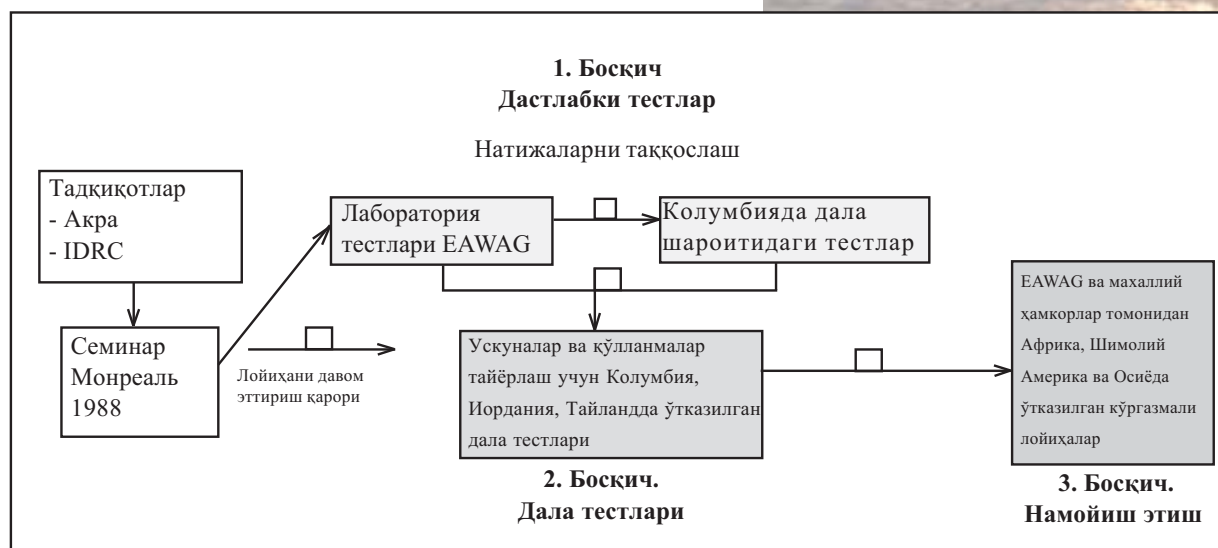 1. Босқич
Дастлабки тестлар
Натижаларни таққослаш
Тадқиқотлар
- Акра
- IDRC
Лаборатория
тестлари EAWAG
Колумбияда дала
шароитидаги тестлар
Семинар
Монреаль
1988
Лойиҳани давом
эттириш қарори
Ускуналар ва қўлланмалар
тайёрлаш учун Колумбия,
Иордания, Тайландда ўтказилган
дала тестлари
EAWAG ва махаллий
ҳамкорлар томонидан
Африка, Шимолий
Америка ва Осиёда
ўтказилган кўргазмали
лойиҳалар
2. Босқич.
Дала тестлари
3. Босқич.
Намойиш этиш